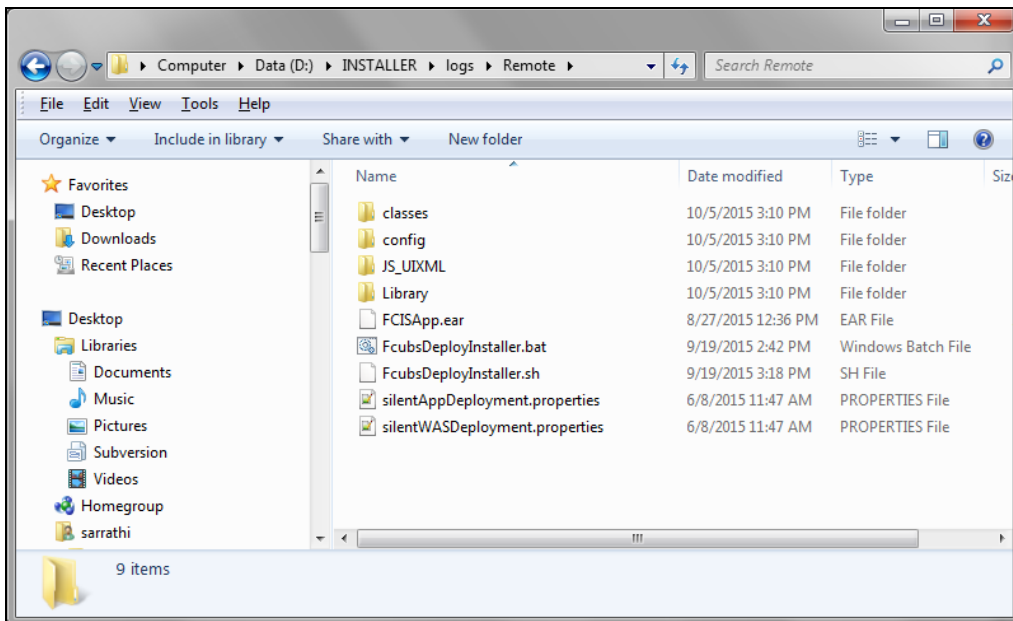 Computer Data (D:) INSTALLER logs Remote Search Remote
File Edit View Tools Help
Organize Include in library Share with New folder
Name Date modified Type Siz
Favorites
Desktop
Downloads
Recent Places
Desktop
Libraries
Documents
Music
Pictures
Subversion
Videos
Homegroup
sarrathi
classes 10/5/2015 3:10 PM File folder
config 10/5/2015 3:10 PM File folder
JS_UIXML 10/5/2015 3:10 PM File folder
Library 10/5/2015 3:10 PM File folder
FCISApp.ear 8/27/2015 12:36 PM EAR File
FcubsDeployInstaller.bat 9/19/2015 2:42 PM Windows Batch File
FcubsDeployInstaller.sh 9/19/2015 3:18 PM SH File
silentAppDeployment.properties 6/8/2015 11:47 AM PROPERTIES File
silentWASDeployment.properties 6/8/2015 11:47 AM PROPERTIES File
9 items